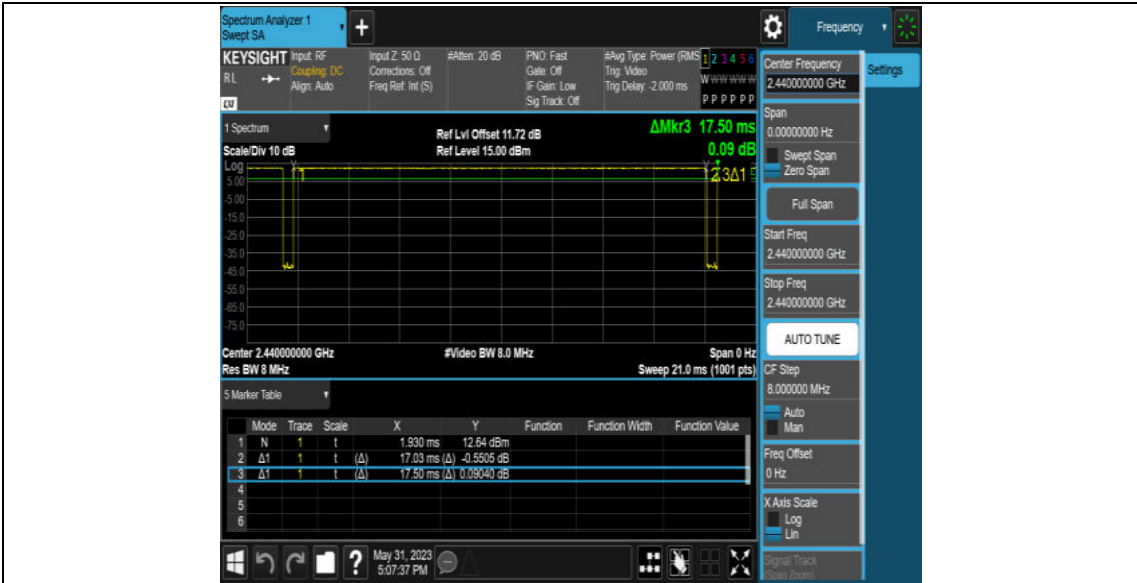 Spectrum Analyzer 1
Swept SA
+
Frequency
KEYSIGHT
RL
LXI
Input: RF
Coupling: DC
Align: Auto
Input Z: 50 Ω
Corrections: Off
Freq Ref: Int (S)
#Atten: 20 dB
PNO: Fast
Gate: Off
IF Gain: Low
Sig Track: Off
#Avg Type: Power (RMS
Trig: Video
Trig Delay: -2.000 ms
1 2 3 4 5 6
W W W W W W
P P P P P P
Center Frequency
2.440000000 GHz
Settings
Span
0.00000000 Hz
Swept Span
Zero Span
Full Span
Start Freq
2.440000000 GHz
Stop Freq
2.440000000 GHz
AUTO TUNE
CF Step
8.000000 MHz
Auto
Man
Freq Offset
0 Hz
X Axis Scale
Log
Lin
Signal Track
(Span Zoom)
1 Spectrum
Scale/Div 10 dB
Ref Lvl Offset 11.72 dB
Ref Level 15.00 dBm
ΔMkr3 17.50 ms
0.09 dB
Log
5.00
-5.00
-15.0
-25.0
-35.0
-45.0
-55.0
-65.0
-75.0
1
2 3Δ1
Center 2.440000000 GHz
#Video BW 8.0 MHz
Span 0 Hz
Res BW 8 MHz
Sweep 21.0 ms (1001 pts)
5 Marker Table
Mode Trace Scale X Y Function Function Width Function Value
1 N 1 t 1.930 ms 12.64 dBm
2 Δ1 1 t (Δ) 17.03 ms (Δ) -0.5505 dB
3 Δ1 1 t (Δ) 17.50 ms (Δ) 0.09040 dB
4
5
6
?
May 31, 2023
5:07:37 PM